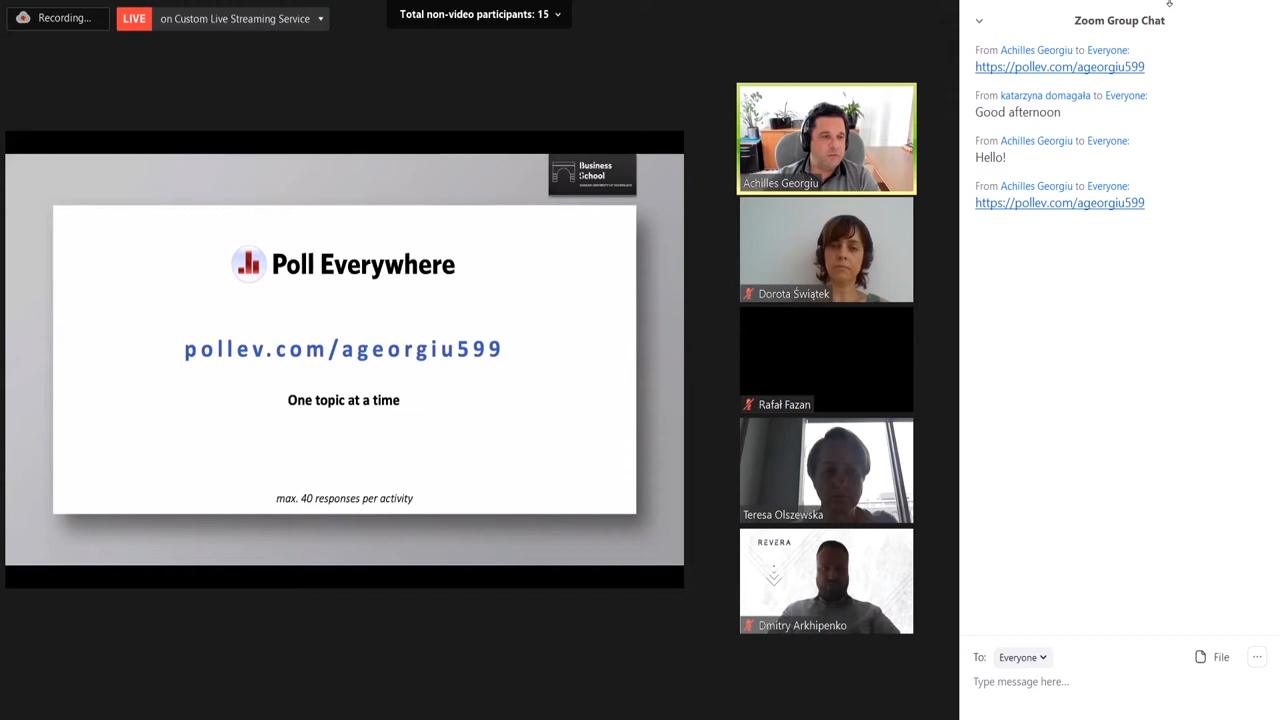 Recording...
LIVE on Custom Live Streaming Service
Total non-video participants: 15
Business
School
Poll Everywhere
pollev.com/ageorgiu599
One topic at a time
max. 40 responses per activity
Achilles Georgiu
Dorota Świątek
Rafał Fazan
Teresa Olszewska
REVERA
Dmitry Arkhipenko
Zoom Group Chat
From Achilles Georgiu to Everyone:
https://pollev.com/ageorgiu599
From katarzyna domagała to Everyone:
Good afternoon
From Achilles Georgiu to Everyone:
Hello!
From Achilles Georgiu to Everyone:
https://pollev.com/ageorgiu599
To: Everyone
File
Type message here...